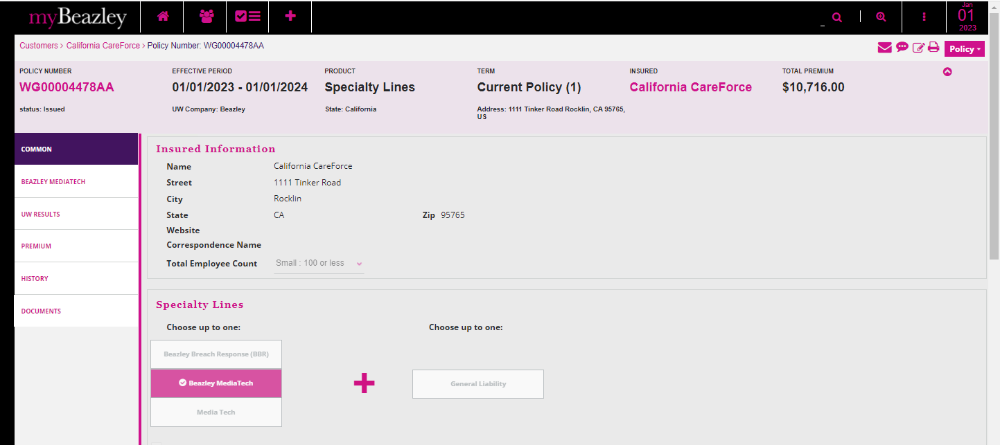 myBeazley
Jan
01
2023
Customers › California CareForce › Policy Number: WG00004478AA
Policy
POLICY NUMBER
WG00004478AA
status: Issued
EFFECTIVE PERIOD
01/01/2023 - 01/01/2024
UW Company: Beazley
PRODUCT
Specialty Lines
State: California
TERM
Current Policy (1)
Address: 1111 Tinker Road Rocklin, CA 95765,
US
INSURED
California CareForce
TOTAL PREMIUM
$10,716.00
COMMON
BEAZLEY MEDIATECH
UW RESULTS
PREMIUM
HISTORY
DOCUMENTS
Insured Information
Name California CareForce
Street 1111 Tinker Road
City Rocklin
State CA Zip 95765
Website
Correspondence Name
Total Employee Count Small : 100 or less
Specialty Lines
Choose up to one: Choose up to one:
Beazley Breach Response (BBR)
Beazley MediaTech
General Liability
Media Tech